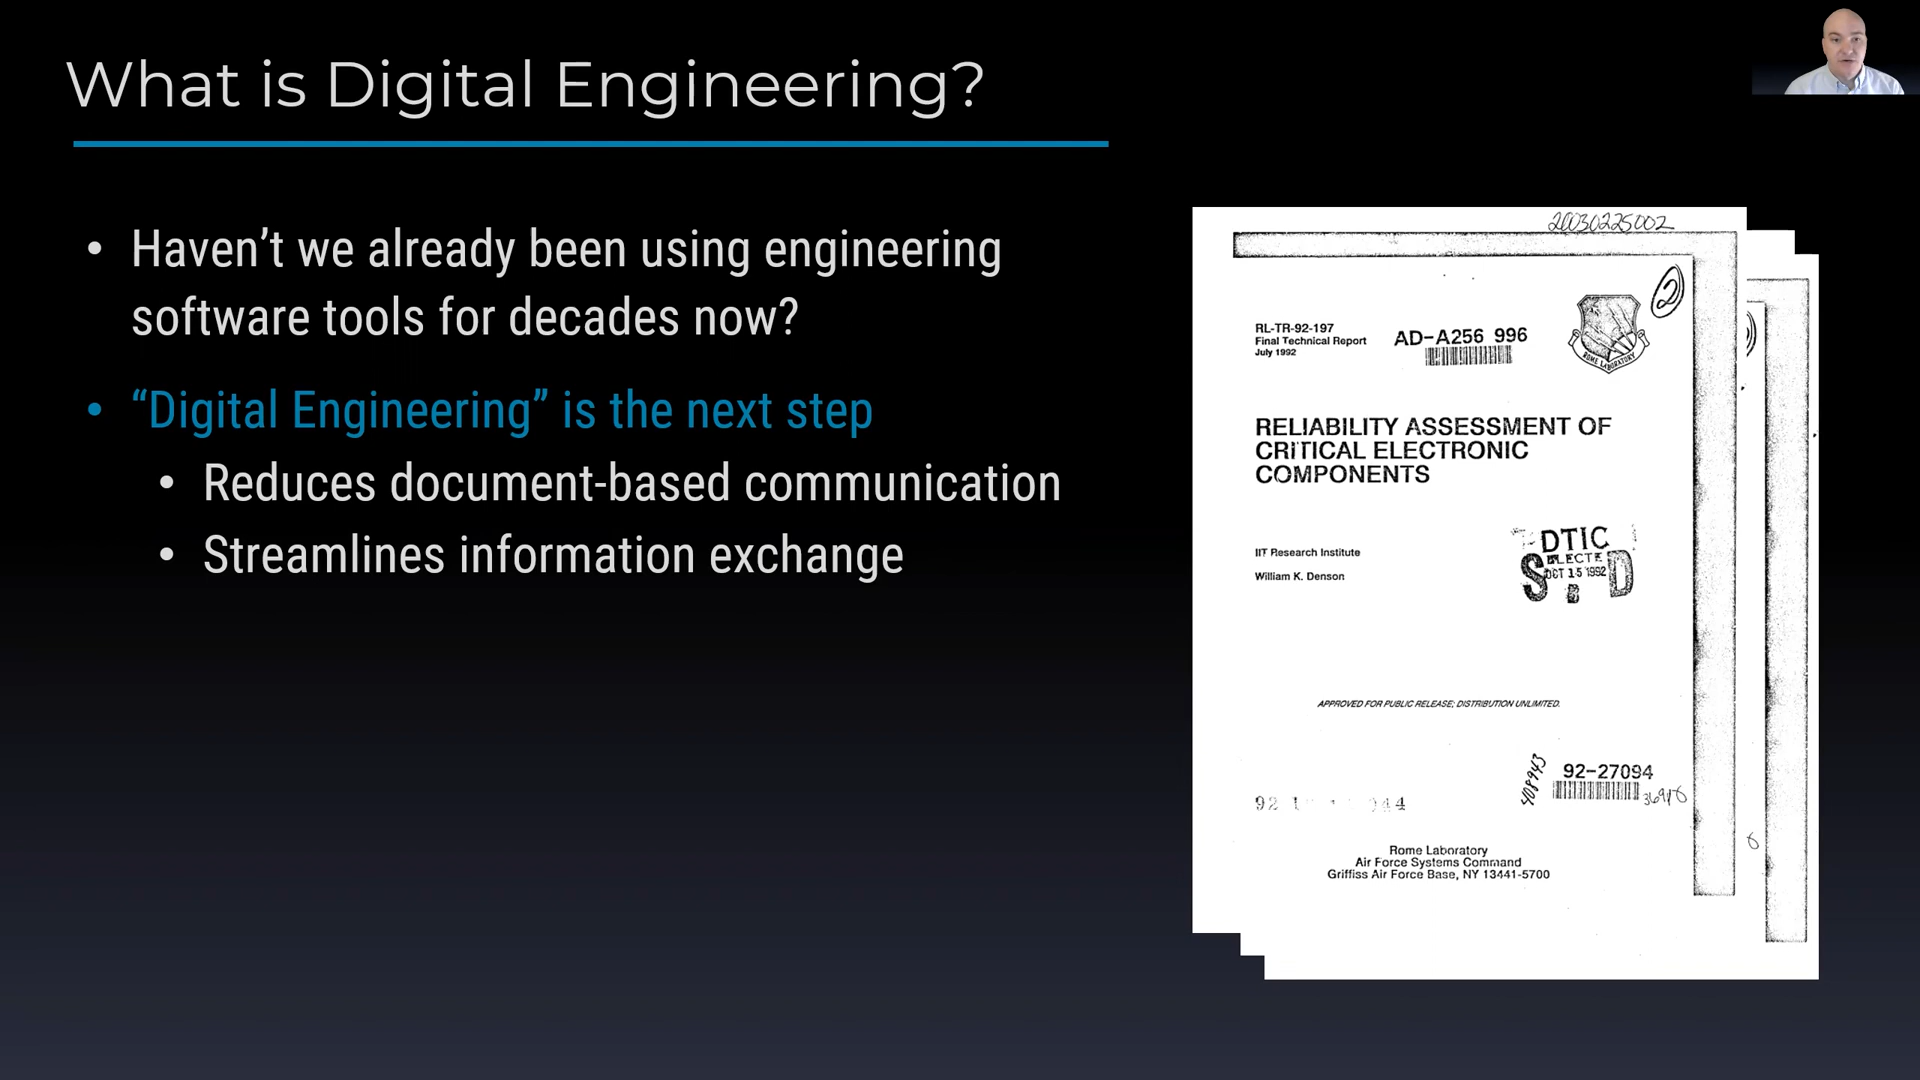 What is Digital Engineering?
• Haven’t we already been using engineering
software tools for decades now?
• “Digital Engineering” is the next step
• Reduces document-based communication
• Streamlines information exchange
20030225002
2
RL-TR-92-197
Final Technical Report
July 1992
AD-A256 996
ROME LABORATORY
RELIABILITY ASSESSMENT OF
CRITICAL ELECTRONIC
COMPONENTS
IIT Research Institute
William K. Denson
DTIC
ELECTE
OCT 15 1992
S B D
APPROVED FOR PUBLIC RELEASE; DISTRIBUTION UNLIMITED.
408943
92-27094
Rome Laboratory
Air Force Systems Command
Griffiss Air Force Base, NY 13441-5700